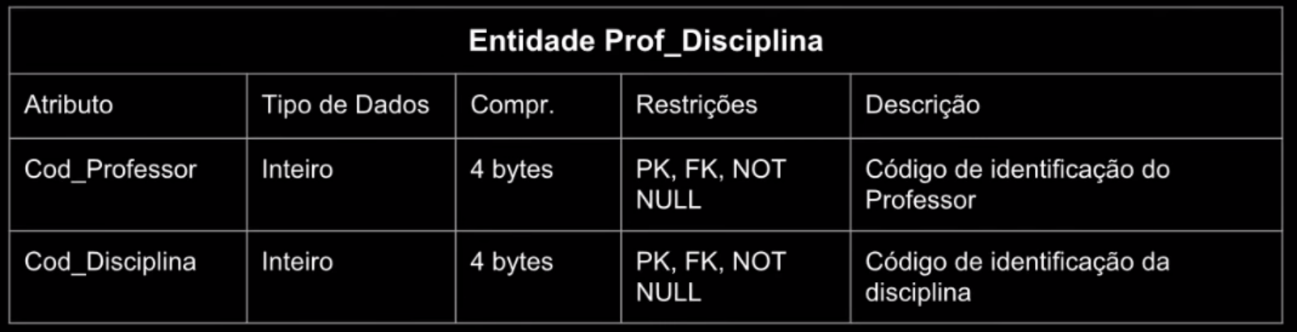 Entidade Prof_Disciplina
Atributo Tipo de Dados Compr. Restrições Descrição
Cod_Professor Inteiro 4 bytes PK, FK, NOT NULL Código de identificação do Professor
Cod_Disciplina Inteiro 4 bytes PK, FK, NOT NULL Código de identificação da disciplina